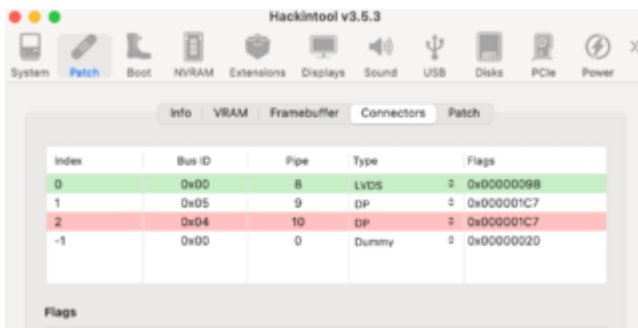 Hackintool v3.5.3
System Patch Boot NVRAM Extensions Displays Sound USB Disks PCIe Power
Info VRAM Framebuffer Connectors Patch
Index Bus ID Pipe Type Flags
0 0x00 8 LVDS 0x00000098
1 0x05 9 DP 0x000001C7
2 0x04 10 DP 0x000001C7
-1 0x00 0 Dummy 0x00000020
Flags